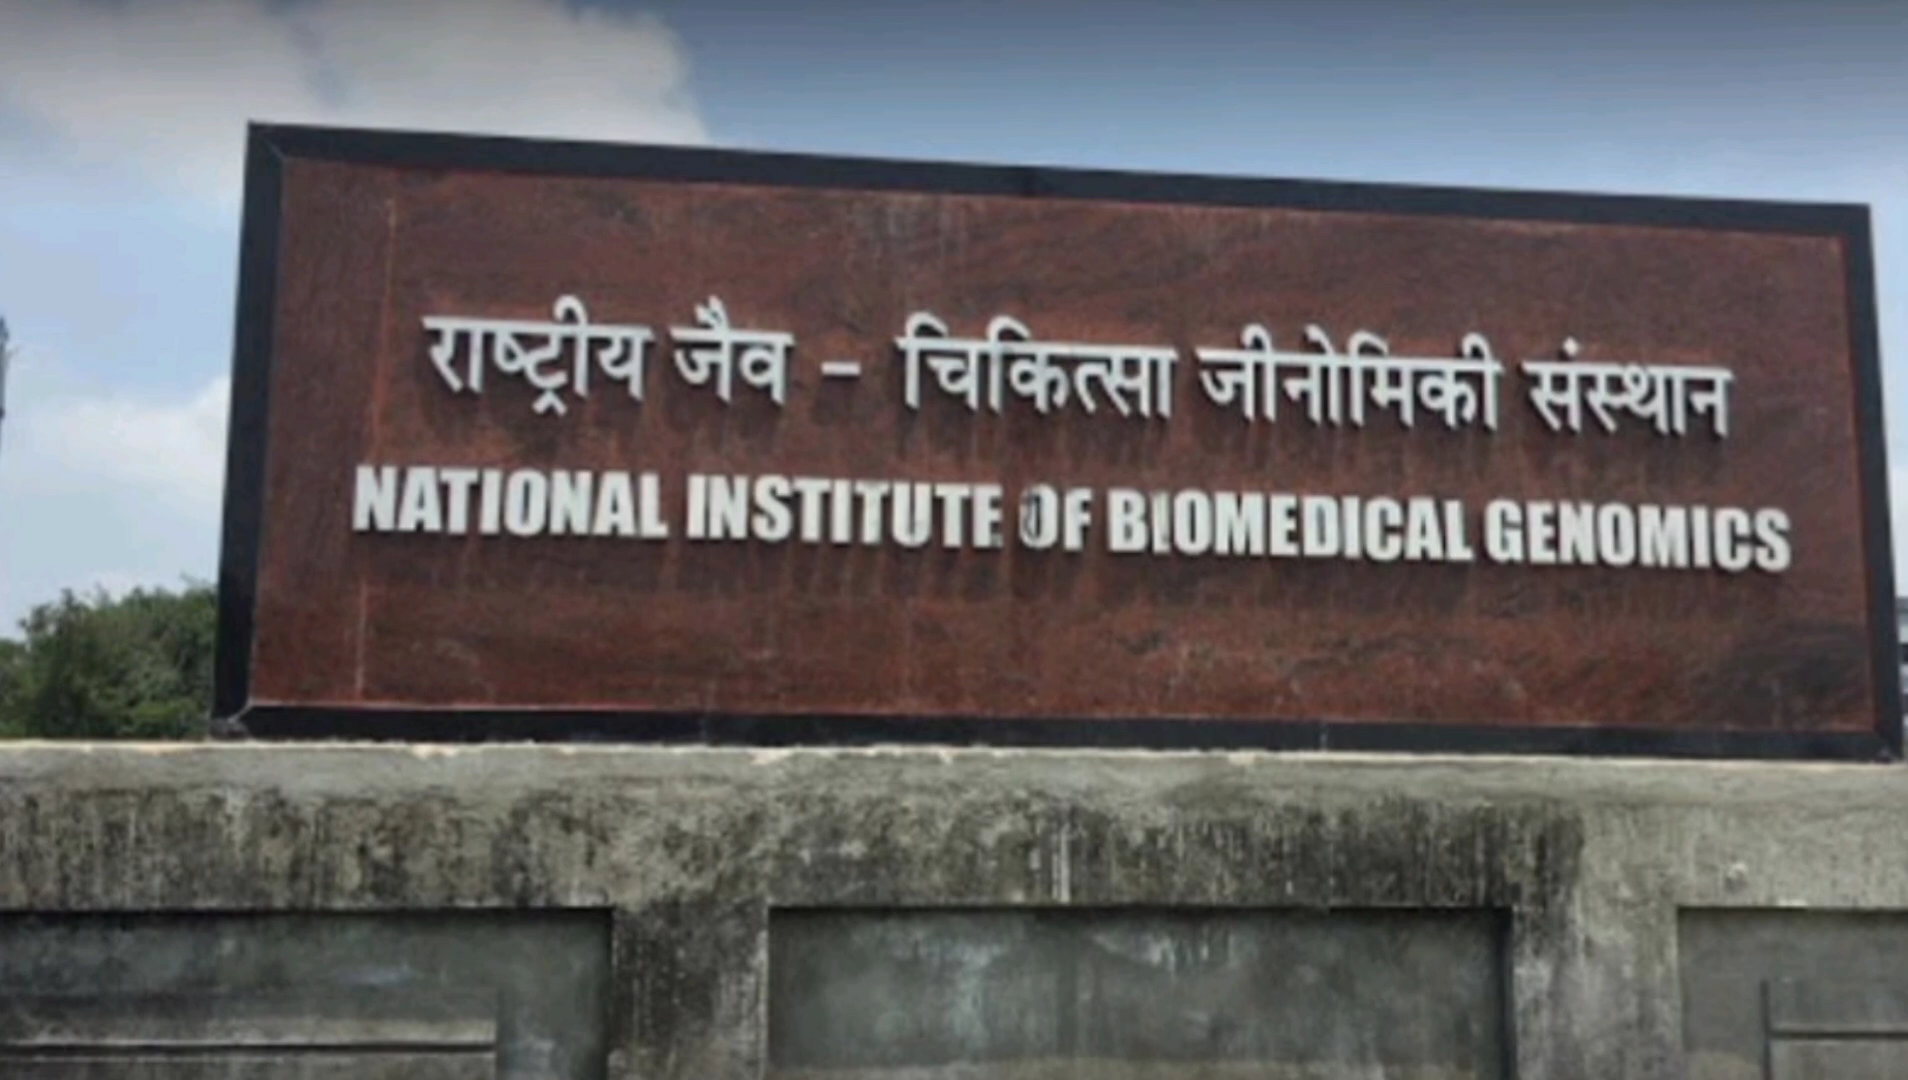 राष्ट्रीय जैव - चिकित्सा जीनोमिकी संस्थान
NATIONAL INSTITUTE OF BIOMEDICAL GENOMICS